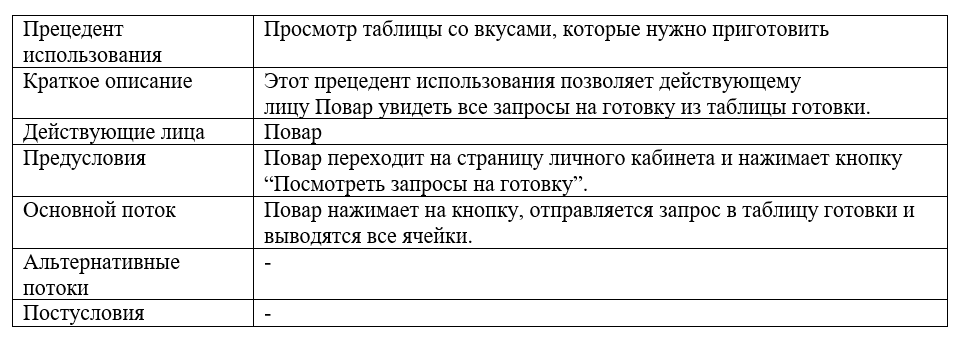 Прецедент использования
Просмотр таблицы со вкусами, которые нужно приготовить
Краткое описание
Этот прецедент использования позволяет действующему
лицу Повар увидеть все запросы на готовку из таблицы готовки.
Действующие лица
Повар
Предусловия
Повар переходит на страницу личного кабинета и нажимает кнопку
“Посмотреть запросы на готовку”.
Основной поток
Повар нажимает на кнопку, отправляется запрос в таблицу готовки и
выводятся все ячейки.
Альтернативные
потоки
-
Постусловия
-